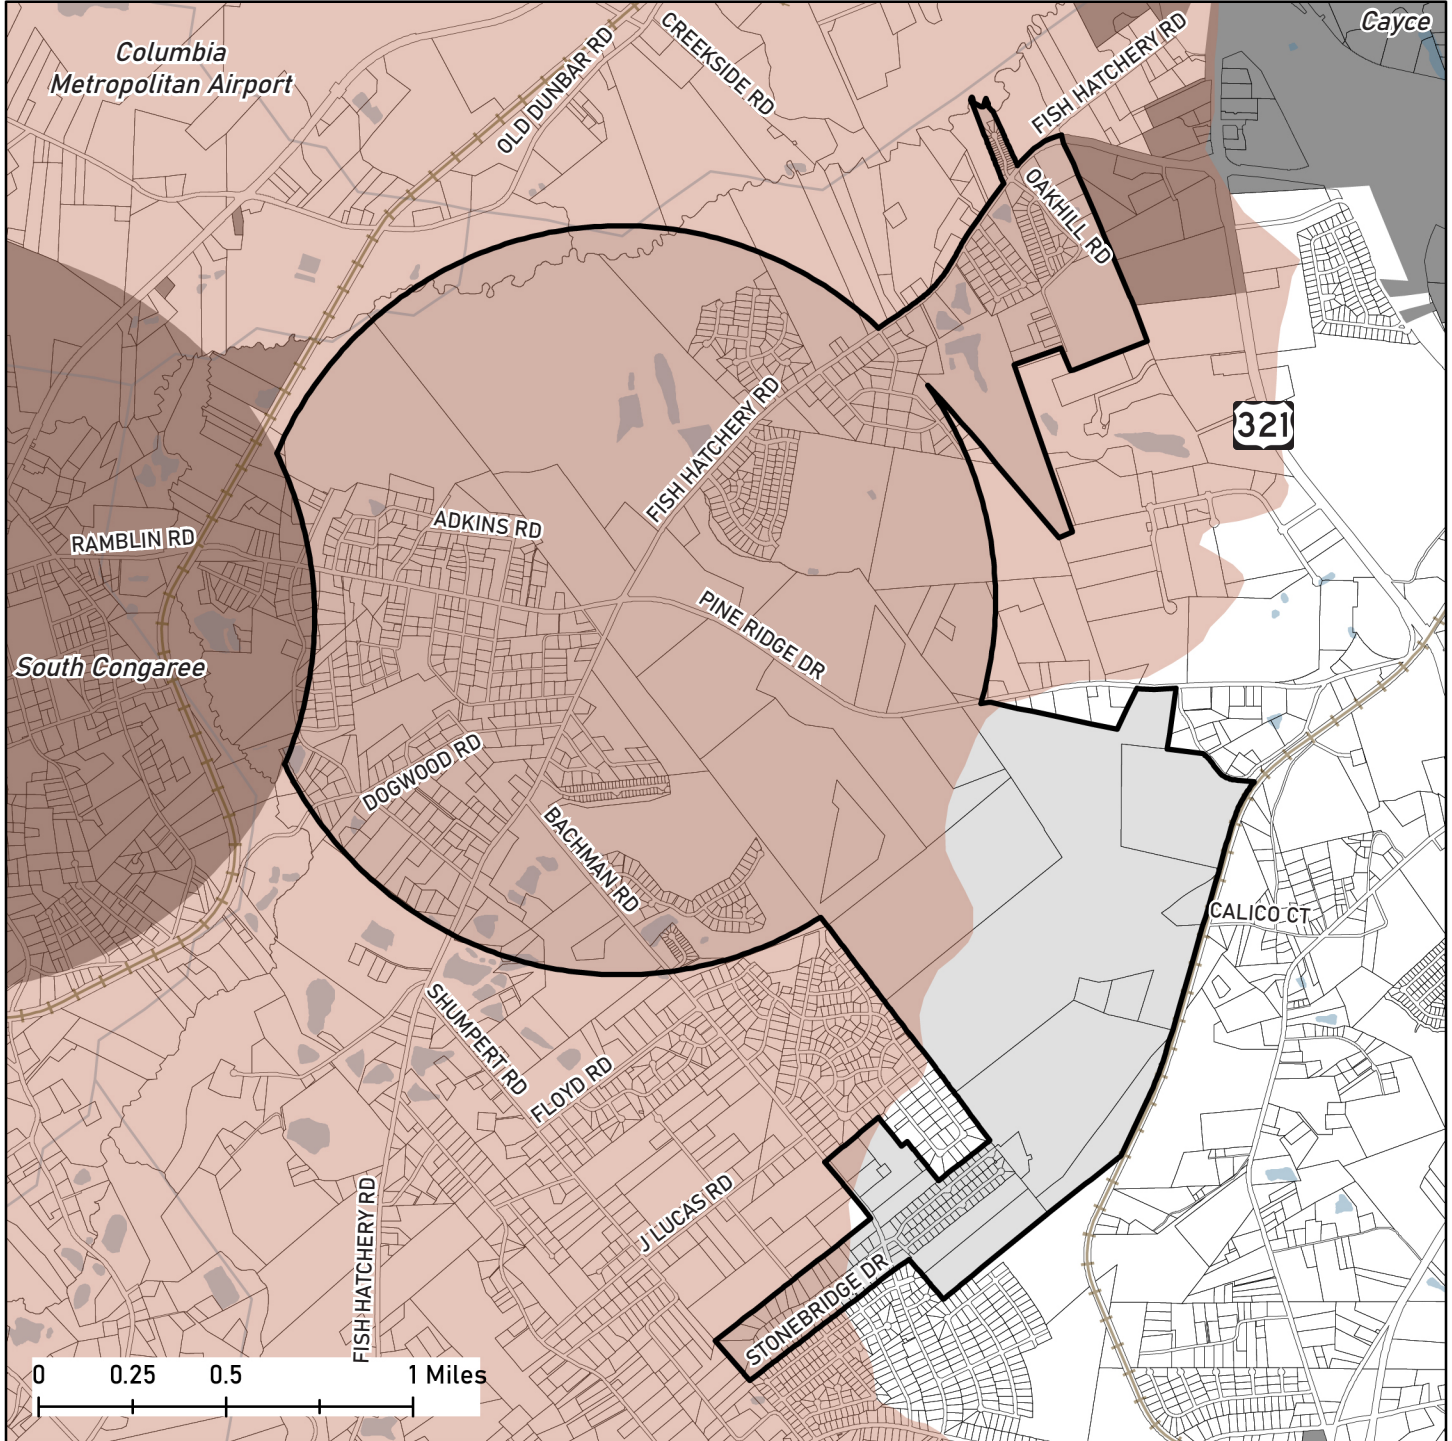 Columbia
Metropolitan Airport
Cayce
CREEKSIDE RD
OLD DUNBAR RD
FISH HATCHERY RD
OAKHILL RD
321
FISH HATCHERY RD
ADKINS RD
RAMBLIN RD
PINE RIDGE DR
South Congaree
DOGWOOD RD
BACHMAN RD
CALICO CT
SHUMPERT RD
FLOYD RD
J LUCAS RD
FISH HATCHERY RD
STONEBRIDGE DR
0 0.25 0.5 1 Miles